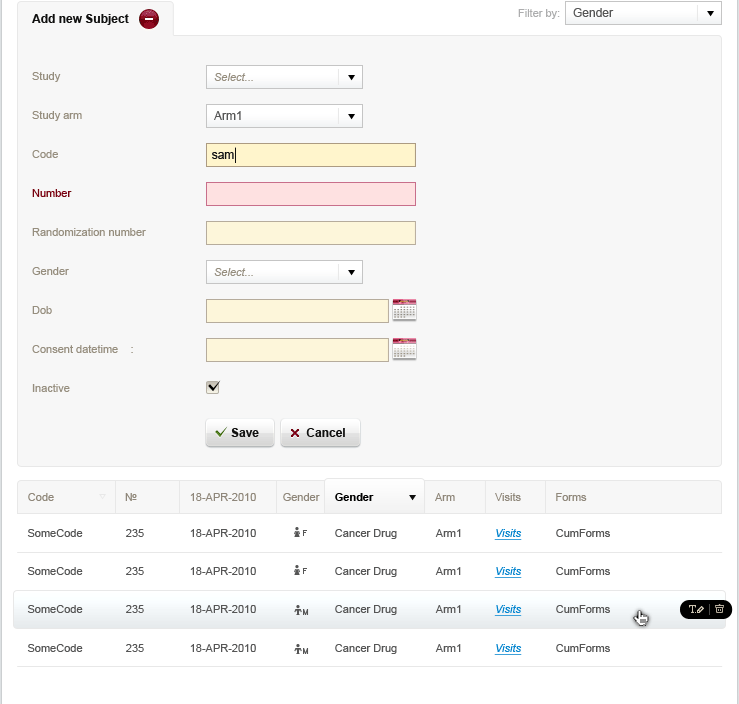 Add new Subject
Filter by: Gender
Study Select...
Study arm Arm1
Code sam
Number
Randomization number
Gender Select...
Dob
Consent datetime :
Inactive
Save Cancel
Code № 18-APR-2010 Gender Gender Arm Visits Forms
SomeCode 235 18-APR-2010 F Cancer Drug Arm1 Visits CumForms
SomeCode 235 18-APR-2010 F Cancer Drug Arm1 Visits CumForms
SomeCode 235 18-APR-2010 M Cancer Drug Arm1 Visits CumForms T
SomeCode 235 18-APR-2010 M Cancer Drug Arm1 Visits CumForms